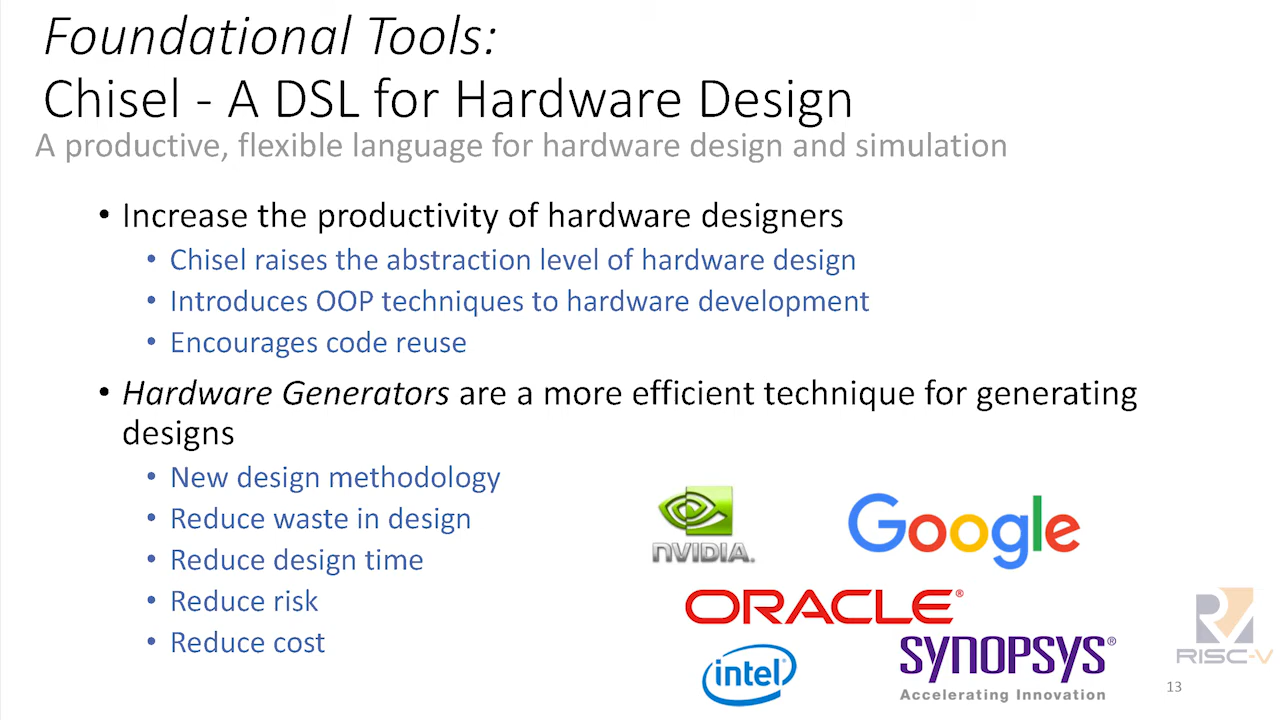 Foundational Tools:
Chisel - A DSL for Hardware Design
A productive, flexible language for hardware design and simulation
• Increase the productivity of hardware designers
• Chisel raises the abstraction level of hardware design
• Introduces OOP techniques to hardware development
• Encourages code reuse
• Hardware Generators are a more efficient technique for generating
designs
• New design methodology
• Reduce waste in design
• Reduce design time
• Reduce risk
• Reduce cost
NVIDIA.
Google
ORACLE®
intel®
SYNOPSYS®
Accelerating Innovation
RISC-V
13